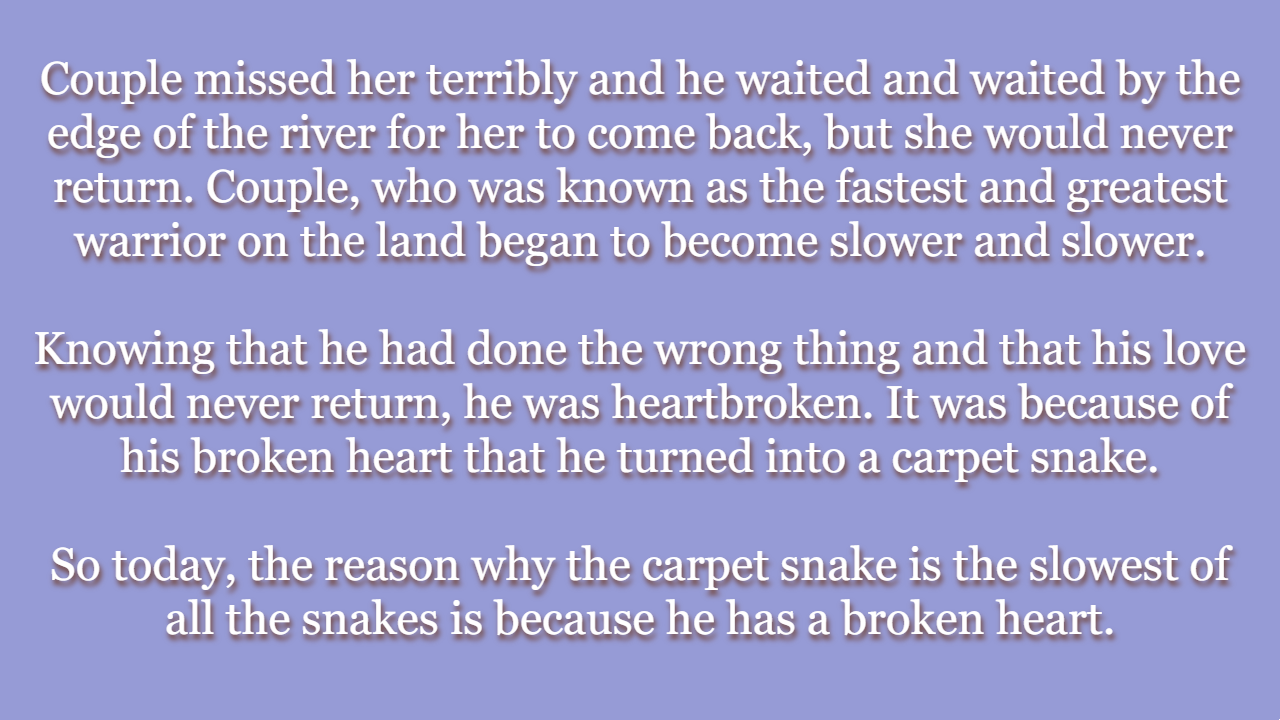 Couple missed her terribly and he waited and waited by the
edge of the river for her to come back, but she would never
return. Couple, who was known as the fastest and greatest
warrior on the land began to become slower and slower.
Knowing that he had done the wrong thing and that his love
would never return, he was heartbroken. It was because of
his broken heart that he turned into a carpet snake.
So today, the reason why the carpet snake is the slowest of
all the snakes is because he has a broken heart.